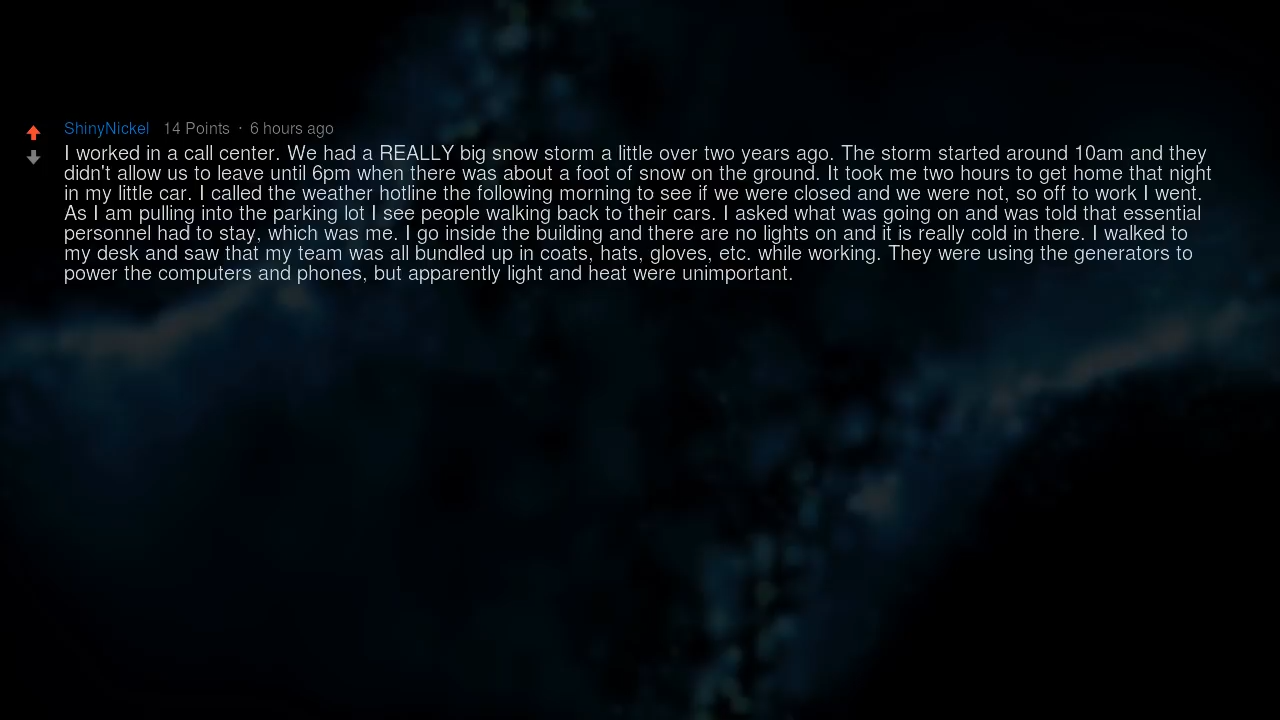 ShinyNickel 14 Points · 6 hours ago
I worked in a call center. We had a REALLY big snow storm a little over two years ago. The storm started around 10am and they
didn't allow us to leave until 6pm when there was about a foot of snow on the ground. It took me two hours to get home that night
in my little car. I called the weather hotline the following morning to see if we were closed and we were not, so off to work I went.
As I am pulling into the parking lot I see people walking back to their cars. I asked what was going on and was told that essential
personnel had to stay, which was me. I go inside the building and there are no lights on and it is really cold in there. I walked to
my desk and saw that my team was all bundled up in coats, hats, gloves, etc. while working. They were using the generators to
power the computers and phones, but apparently light and heat were unimportant.